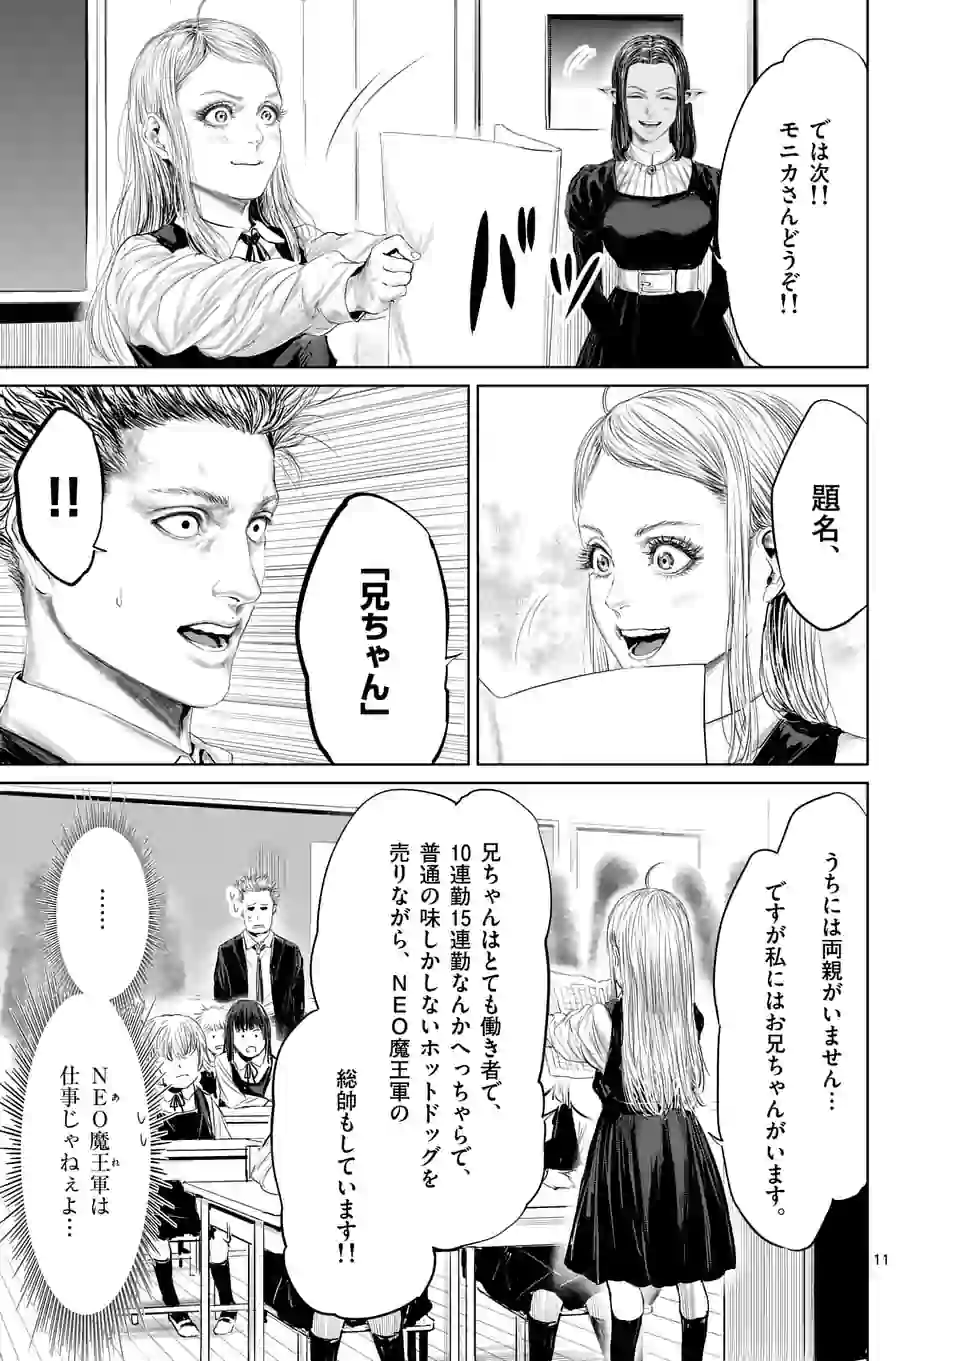 では次!!
モニカさんどうぞ!!
バッ
題名、
「兄ちゃん」
!!
うちには両親がいません…
ですが私にはお兄ちゃんがいます。
兄ちゃんはとても働き者で、
10連勤15連勤なんかへっちゃらで、
普通の味しかしないホットドッグを
売りながら、NEO魔王軍の
総師もしています!!
………
NEO魔王軍は
あれ
仕事じゃねぇよ…
11